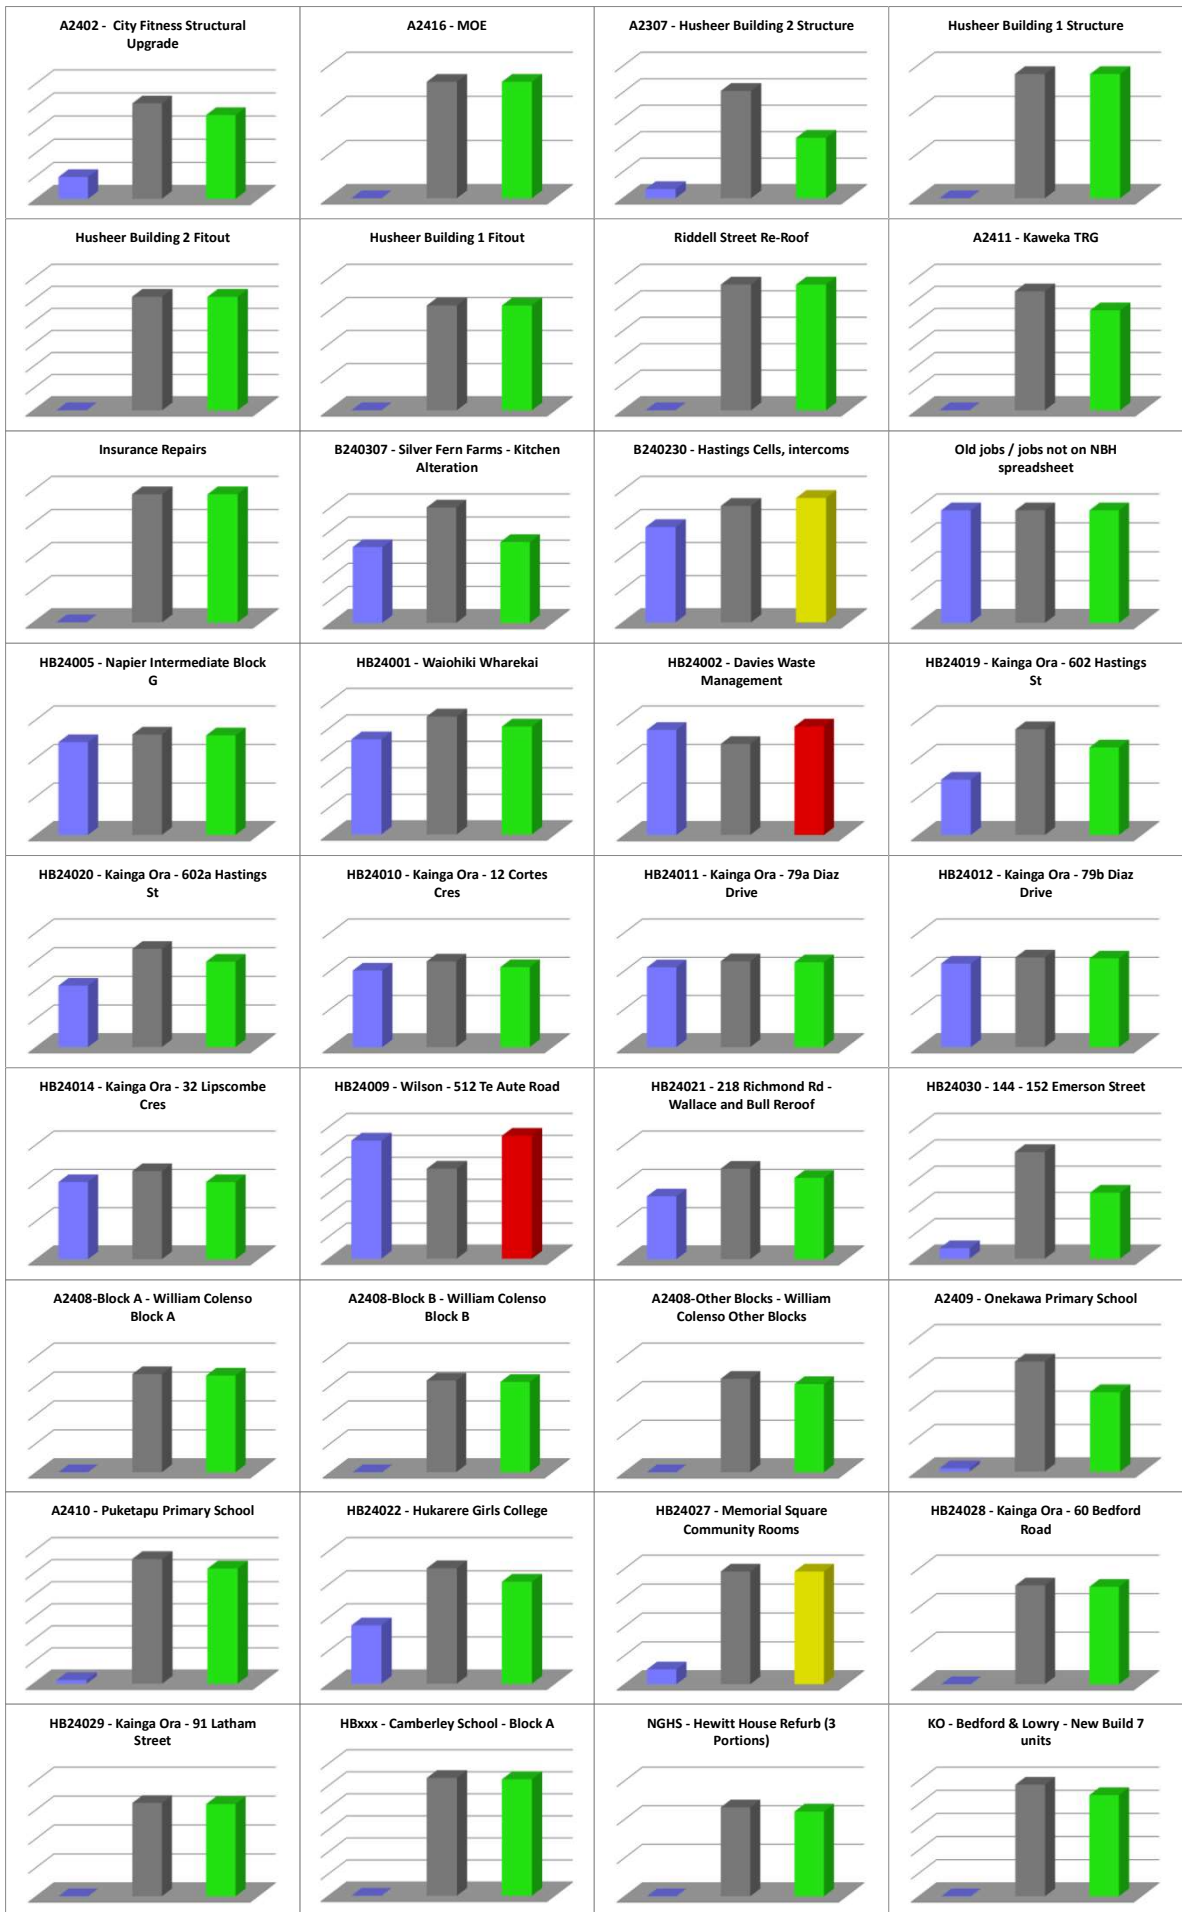 A2402 - City Fitness Structural
Upgrade
A2416 - MOE
A2307 - Husheer Building 2 Structure
Husheer Building 1 Structure
Husheer Building 2 Fitout
Husheer Building 1 Fitout
Riddell Street Re-Roof
A2411 - Kaweka TRG
Insurance Repairs
B240307 - Silver Fern Farms - Kitchen
Alteration
B240230 - Hastings Cells, intercoms
Old jobs / jobs not on NBH
spreadsheet
HB24005 - Napier Intermediate Block
G
HB24001 - Waiohiki Wharekai
HB24002 - Davies Waste
Management
HB24019 - Kainga Ora - 602 Hastings
St
HB24020 - Kainga Ora - 602a Hastings
St
HB24010 - Kainga Ora - 12 Cortes
Cres
HB24011 - Kainga Ora - 79a Diaz
Drive
HB24012 - Kainga Ora - 79b Diaz
Drive
HB24014 - Kainga Ora - 32 Lipscombe
Cres
HB24009 - Wilson - 512 Te Aute Road
HB24021 - 218 Richmond Rd -
Wallace and Bull Reroof
HB24030 - 144 - 152 Emerson Street
A2408-Block A - William Colenso
Block A
A2408-Block B - William Colenso
Block B
A2408-Other Blocks - William
Colenso Other Blocks
A2409 - Onekawa Primary School
A2410 - Puketapu Primary School
HB24022 - Hukarere Girls College
HB24027 - Memorial Square
Community Rooms
HB24028 - Kainga Ora - 60 Bedford
Road
HB24029 - Kainga Ora - 91 Latham
Street
HBxxx - Camberley School - Block A
NGHS - Hewitt House Refurb (3
Portions)
KO - Bedford & Lowry - New Build 7
units